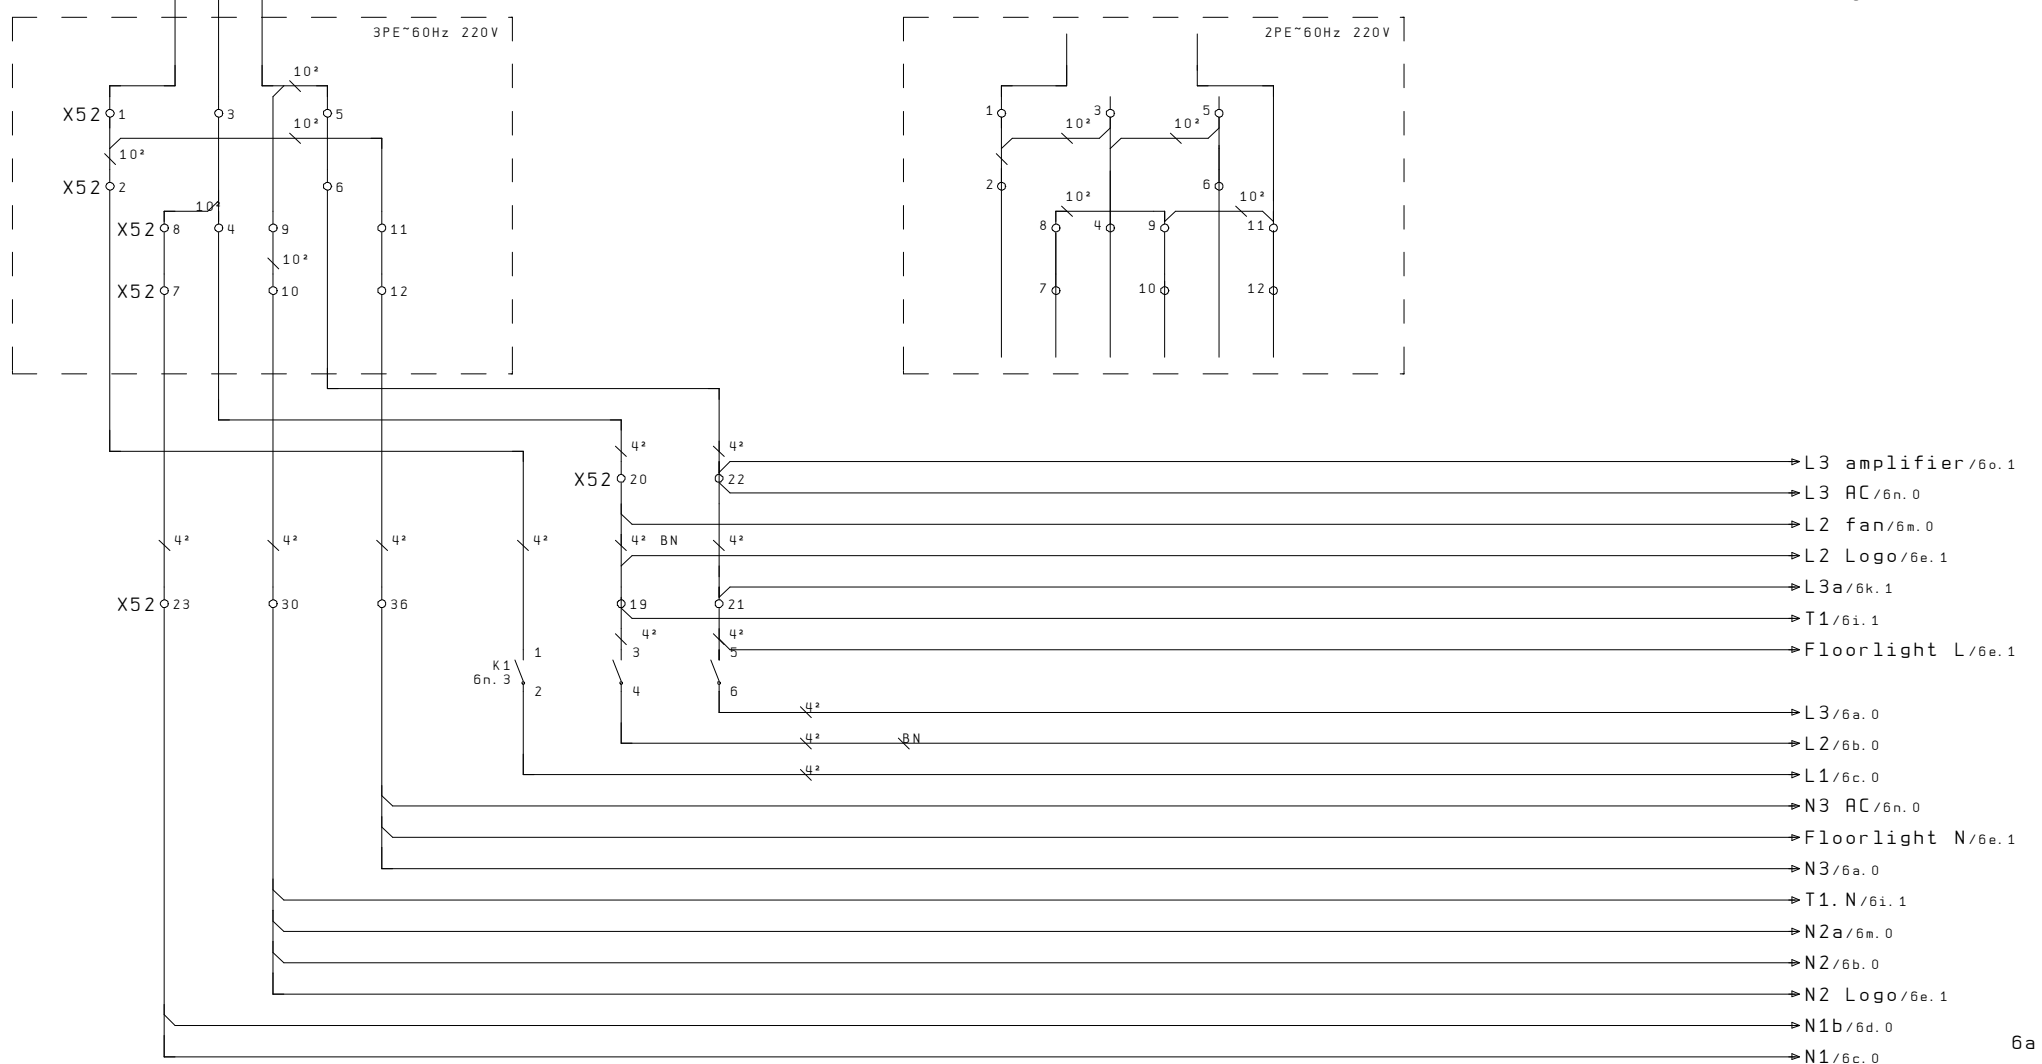 3PE~60Hz 220V
2PE~60Hz 220V
10²
X52 1 3 5
1 3 5
10²
10² 10²
10²
X52 2 6
2 6
10²
10² 10²
X52 8 4 9 11
8 4 9 11
10²
X52 7 10 12
7 10 12
4² 4²
L3 amplifier/6o.1
X52 20 22
L3 AC/6n.0
L2 fan/6m.0
4² 4² 4² 4² 4² BN 4²
L2 Logo/6e.1
L3a/6k.1
X52 23 30 36 19 21
T1/6i.1
4² 4²
Floorlight L/6e.1
1 3 5
K1
6n.3
2 4 6
4²
L3/6a.0
4² BN
L2/6b.0
4²
L1/6c.0
N3 AC/6n.0
Floorlight N/6e.1
N3/6a.0
T1.N/6i.1
N2a/6m.0
N2/6b.0
N2 Logo/6e.1
N1b/6d.0
6a
N1/6c.0